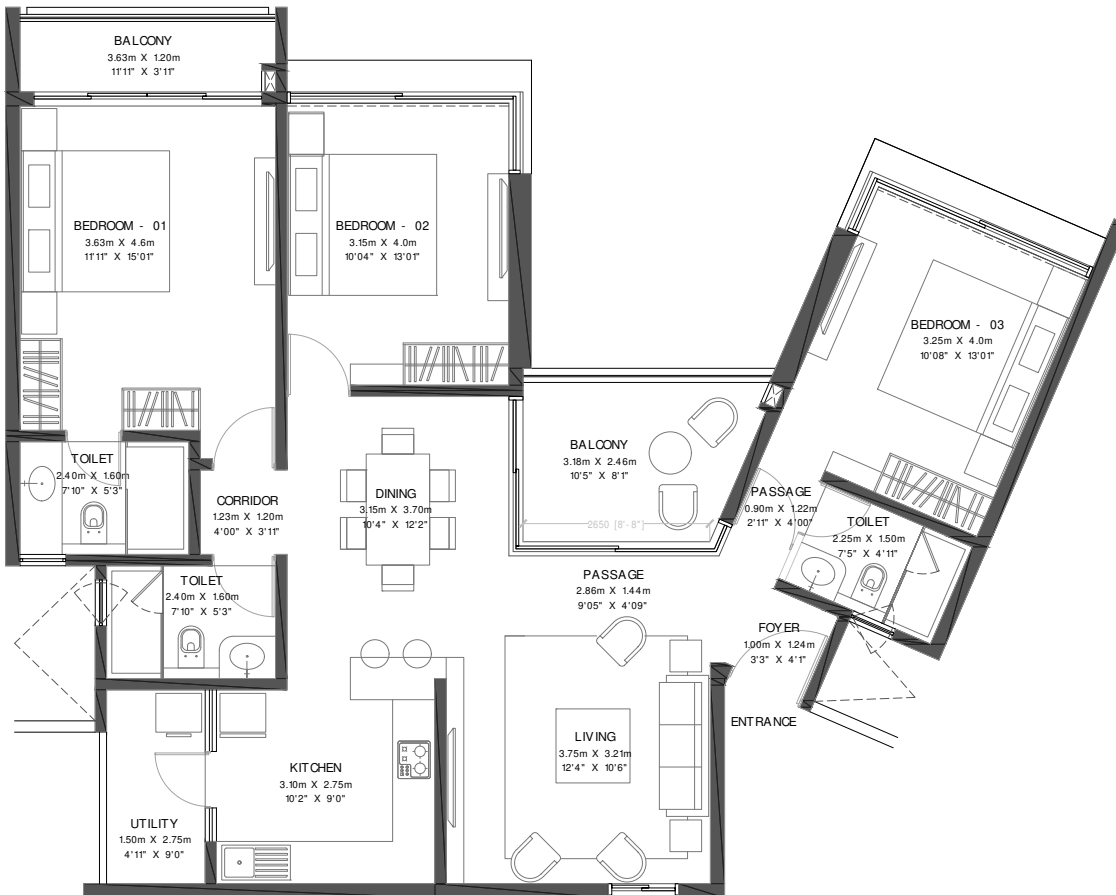 BALCONY
3.63m X 1.20m
11'11" X 3'11"
BEDROOM - 01
3.63m X 4.6m
11'11" X 15'01"
BEDROOM - 02
3.15m X 4.0m
10'04" X 13'01"
BEDROOM - 03
3.25m X 4.0m
10'08" X 13'01"
TOILET
2.40m X 1.60m
7'10" X 5'3"
CORRIDOR
1.23m X 1.20m
4'00" X 3'11"
DINING
3.15m X 3.70m
10'4" X 12'2"
BALCONY
3.18m X 2.46m
10'5" X 8'1"
2650 [8'- 8"]
PASSAGE
0.90m X 1.22m
2'11" X 4'00"
TOILET
2.25m X 1.50m
7'5" X 4'11"
TOILET
2.40m X 1.60m
7'10" X 5'3"
PASSAGE
2.86m X 1.44m
9'05" X 4'09"
FOYER
1.00m X 1.24m
3'3" X 4'1"
ENTRANCE
LIVING
3.75m X 3.21m
12'4" X 10'6"
KITCHEN
3.10m X 2.75m
10'2" X 9'0"
UTILITY
1.50m X 2.75m
4'11" X 9'0"